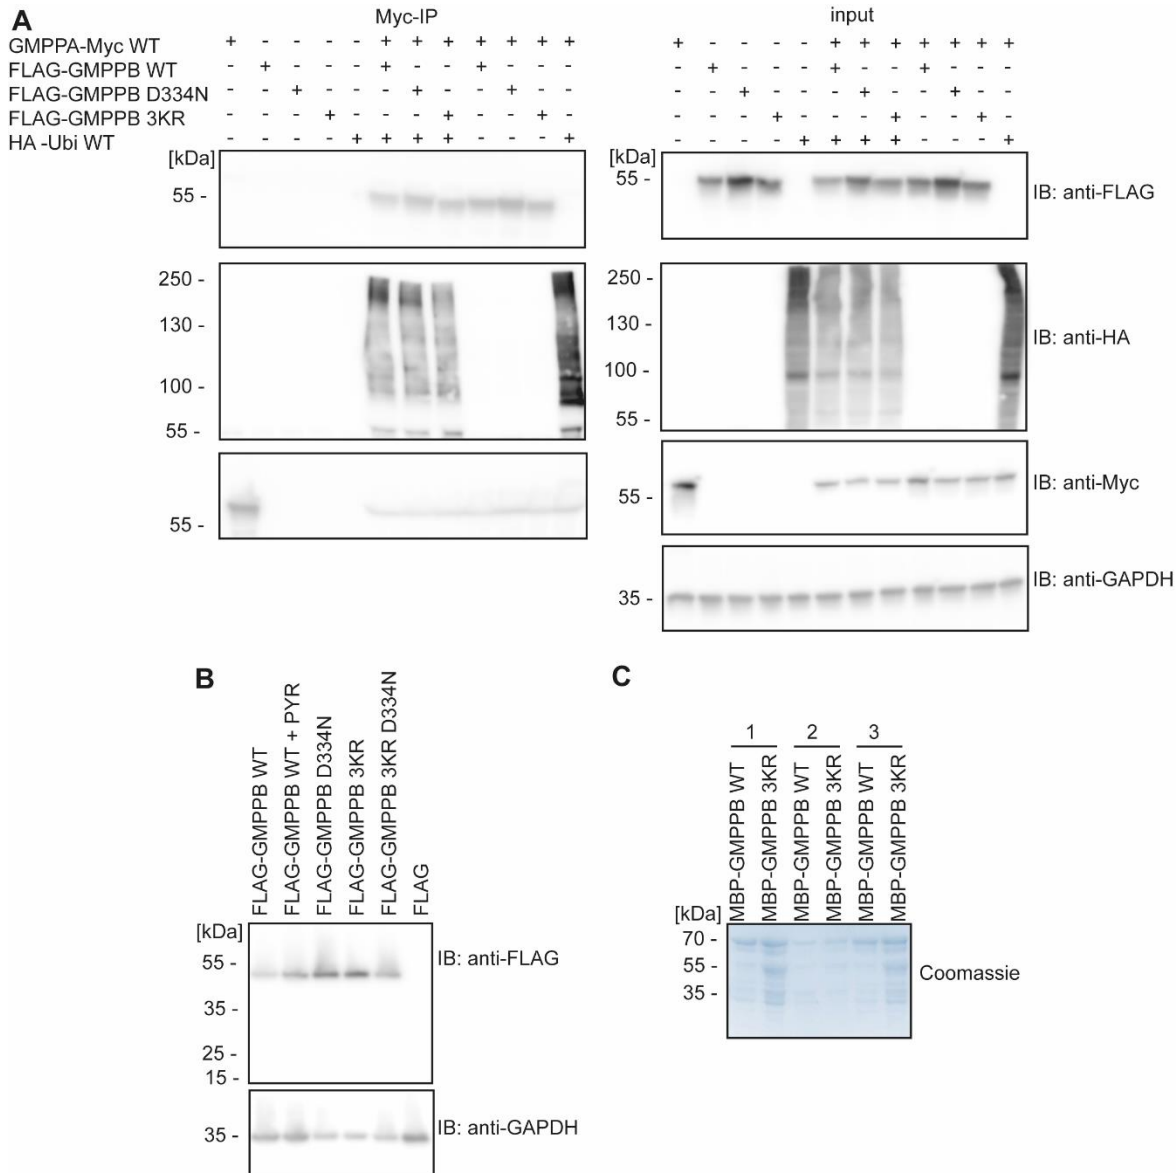 A
Myc-IP input
GMPPA-Myc WT + - - - - + + + + + + + + - - - - + + + + + + +
FLAG-GMPPB WT - + - - - + - - + - - - - + - - - + - - + - - -
FLAG-GMPPB D334N - - + - - - + - - + - - - - + - - - + - - + - -
FLAG-GMPPB 3KR - - - + - - - + - - + - - - - + - - - + - - + -
HA -Ubi WT - - - - + + + + - - - + - - - - + + + + - - - +
[kDa]
55 -
250 -
130 -
100 -
55 -
55 -
[kDa]
55 -
IB: anti-FLAG
250 -
130 -
100 -
55 -
IB: anti-HA
55 -
IB: anti-Myc
35 -
IB: anti-GAPDH
B
FLAG-GMPPB WT
FLAG-GMPPB WT + PYR
FLAG-GMPPB D334N
FLAG-GMPPB 3KR
FLAG-GMPPB 3KR D334N
FLAG
[kDa]
55 -
35 -
25 -
15 -
IB: anti-FLAG
35 -
IB: anti-GAPDH
C
1 2 3
MBP-GMPPB WT
MBP-GMPPB 3KR
MBP-GMPPB WT
MBP-GMPPB 3KR
MBP-GMPPB WT
MBP-GMPPB 3KR
[kDa]
70 -
55 -
35 -
Coomassie